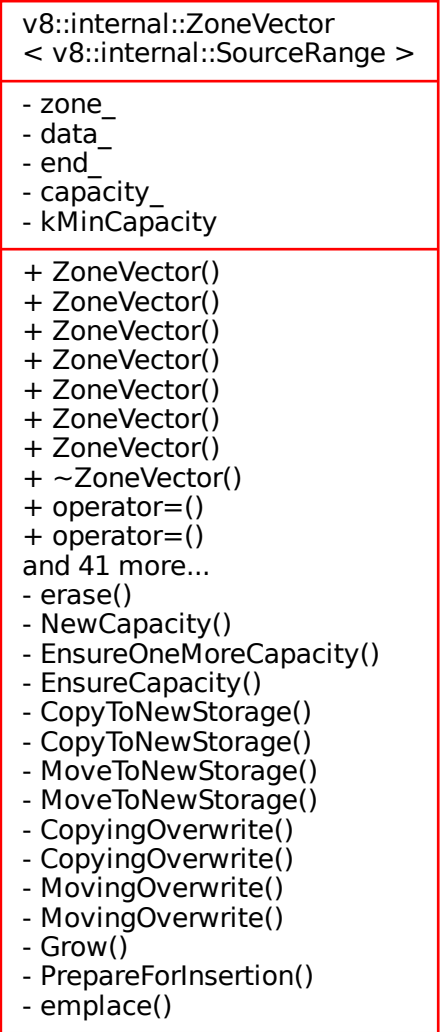 v8::internal::ZoneVector
< v8::internal::SourceRange >
- zone_
- data_
- end_
- capacity_
- kMinCapacity
+ ZoneVector()
+ ZoneVector()
+ ZoneVector()
+ ZoneVector()
+ ZoneVector()
+ ZoneVector()
+ ZoneVector()
+ ~ZoneVector()
+ operator=()
+ operator=()
and 41 more...
- erase()
- NewCapacity()
- EnsureOneMoreCapacity()
- EnsureCapacity()
- CopyToNewStorage()
- CopyToNewStorage()
- MoveToNewStorage()
- MoveToNewStorage()
- CopyingOverwrite()
- CopyingOverwrite()
- MovingOverwrite()
- MovingOverwrite()
- Grow()
- PrepareForInsertion()
- emplace()